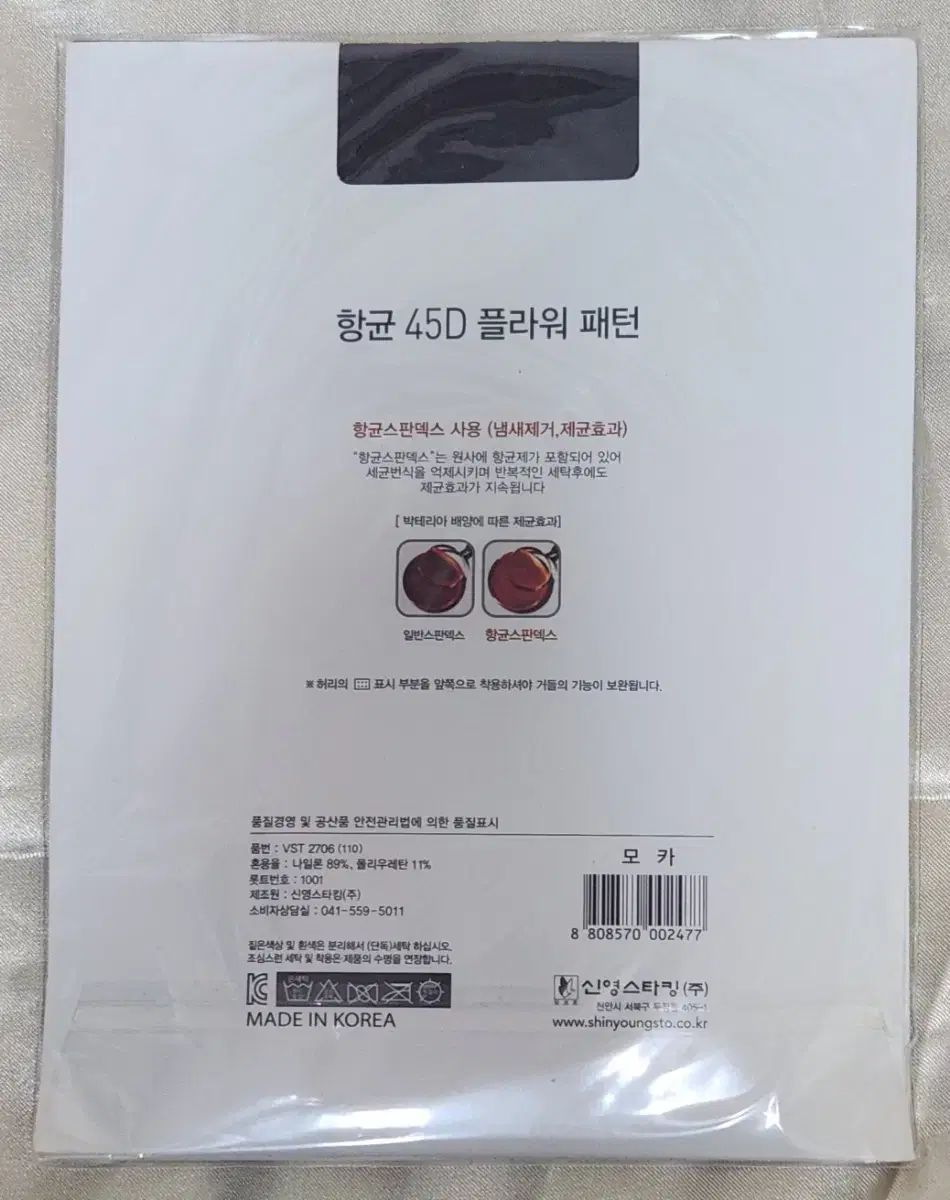 항균 45D 플라워 패턴
항균스판덱스 사용 (냄새제거,제균효과)
"항균스판덱스"는 원사에 항균제가 포함되어 있어
세균번식을 억제시키며 반복적인 세탁후에도
제균효과가 지속됩니다
[ 박테리아 배양에 따른 제균효과]
일반스판덱스 항균스판덱스
※ 허리의 표시 부분을 앞쪽으로 착용하셔야 거들의 기능이 보완됩니다.
품질경영 및 공산품 안전관리법에 의한 품질표시
품번 : VST 2706 (110)
혼용율 : 나일론 89%, 폴리우레탄 11%
롯트번호 : 1001
제조원 : 신영스타킹(주)
소비자상담실 : 041-559-5011
모 카
8 808570 002477
짙은색상 및 흰색은 분리해서 (단독)세탁 하십시오.
조심스런 세탁 및 착용은 제품의 수명을 연장합니다.
MADE IN KOREA
신영스타킹 (주)
천안시 서북구
www.shinyoungsto.co.kr